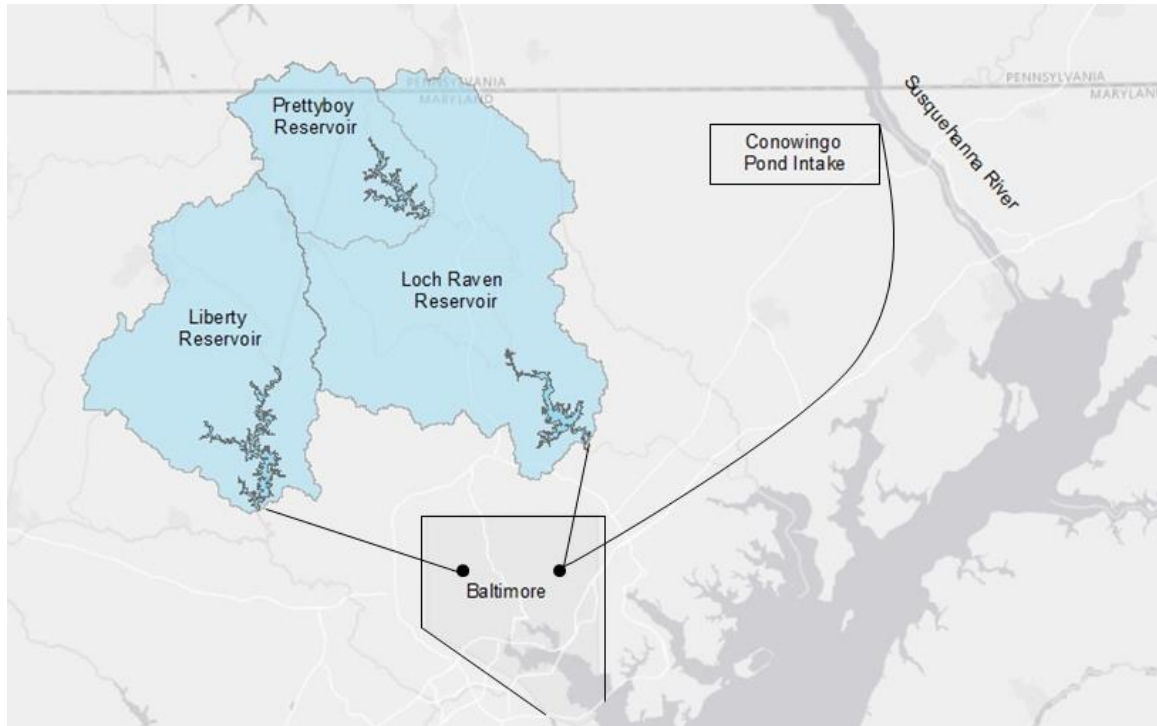 PENNSYLVANIA
MARYLAND
Prettyboy
Reservoir
Loch Raven
Reservoir
Liberty
Reservoir
Conowingo
Pond Intake
Susquehanna River
PENNSYLVANIA
MARYLAND
Baltimore